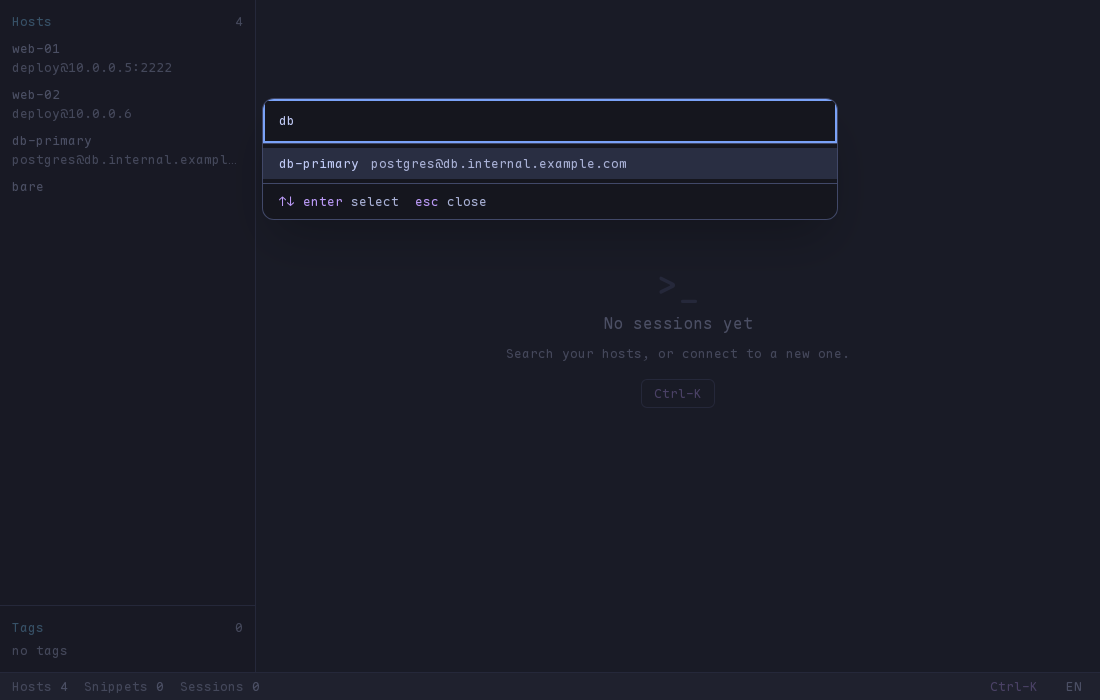 Hosts 4
web-01
deploy@10.0.0.5:2222
web-02
deploy@10.0.0.6
db-primary
postgres@db.internal.exampl…
bare
db
db-primary postgres@db.internal.example.com
↑↓ enter select esc close
>_
No sessions yet
Search your hosts, or connect to a new one.
Ctrl-K
Tags 0
no tags
Hosts 4 Snippets 0 Sessions 0 Ctrl-K EN